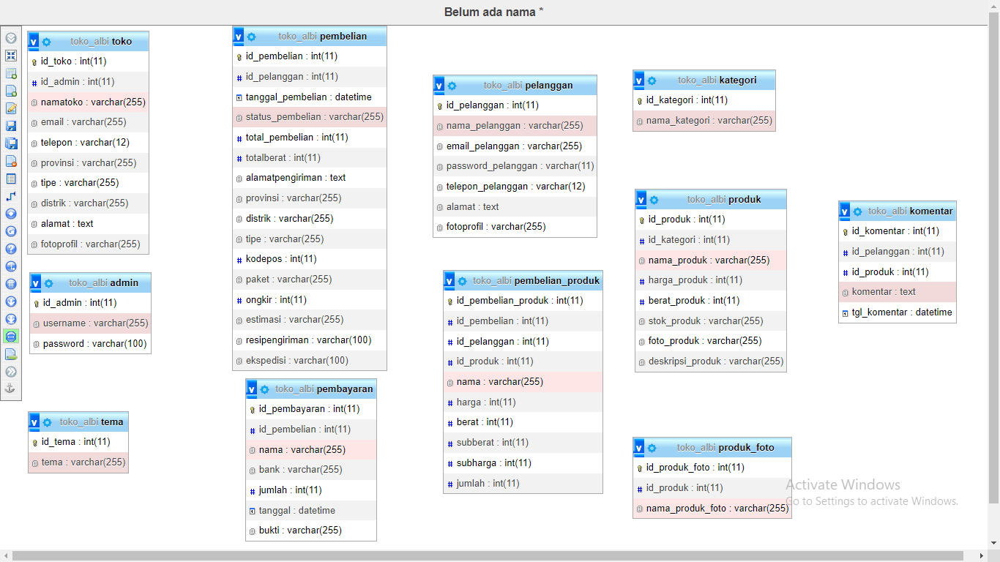 Belum ada nama *
toko_albi toko
id_toko : int(11)
id_admin : int(11)
namatoko : varchar(255)
email : varchar(255)
telepon : varchar(12)
provinsi : varchar(255)
tipe : varchar(255)
distrik : varchar(255)
alamat : text
fotoprofil : varchar(255)
toko_albi admin
id_admin : int(11)
username : varchar(255)
password : varchar(100)
toko_albi tema
id_tema : int(11)
tema : varchar(255)
toko_albi pembelian
id_pembelian : int(11)
id_pelanggan : int(11)
tanggal_pembelian : datetime
status_pembelian : varchar(255)
total_pembelian : int(11)
totalberat : int(11)
alamatpengiriman : text
provinsi : varchar(255)
distrik : varchar(255)
tipe : varchar(255)
kodepos : int(11)
paket : varchar(255)
ongkir : int(11)
estimasi : varchar(255)
resipengiriman : varchar(100)
ekspedisi : varchar(100)
toko_albi pembayaran
id_pembayaran : int(11)
id_pembelian : int(11)
nama : varchar(255)
bank : varchar(255)
jumlah : int(11)
tanggal : datetime
bukti : varchar(255)
toko_albi pelanggan
id_pelanggan : int(11)
nama_pelanggan : varchar(255)
email_pelanggan : varchar(255)
password_pelanggan : varchar(11)
telepon_pelanggan : varchar(12)
alamat : text
fotoprofil : varchar(255)
toko_albi pembelian_produk
id_pembelian_produk : int(11)
id_pembelian : int(11)
id_pelanggan : int(11)
id_produk : int(11)
nama : varchar(255)
harga : int(11)
berat : int(11)
subberat : int(11)
subharga : int(11)
jumlah : int(11)
toko_albi kategori
id_kategori : int(11)
nama_kategori : varchar(255)
toko_albi produk
id_produk : int(11)
id_kategori : int(11)
nama_produk : varchar(255)
harga_produk : int(11)
berat_produk : int(11)
stok_produk : varchar(255)
foto_produk : varchar(255)
deskripsi_produk : varchar(255)
toko_albi produk_foto
id_produk_foto : int(11)
id_produk : int(11)
nama_produk_foto : varchar(255)
toko_albi komentar
id_komentar : int(11)
id_pelanggan : int(11)
id_produk : int(11)
komentar : text
tgl_komentar : datetime
Activate Windows
Go to Settings to activate Windows.